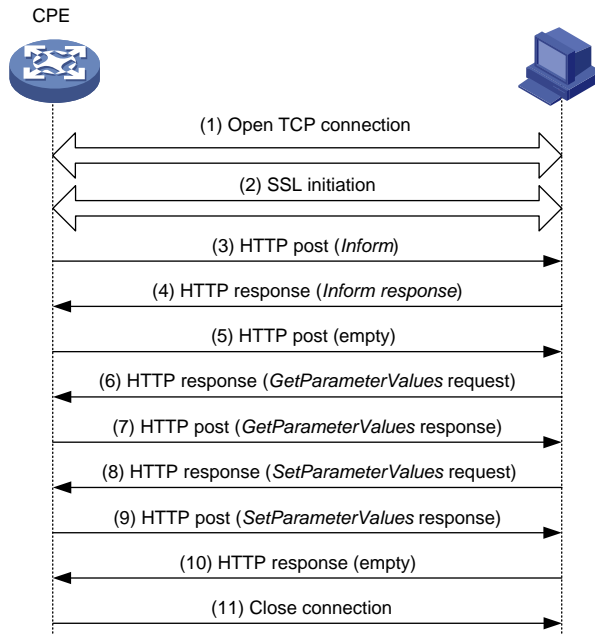 CPE
(1) Open TCP connection
(2) SSL initiation
(3) HTTP post (Inform)
(4) HTTP response (Inform response)
(5) HTTP post (empty)
(6) HTTP response (GetParameterValues request)
(7) HTTP post (GetParameterValues response)
(8) HTTP response (SetParameterValues request)
(9) HTTP post (SetParameterValues response)
(10) HTTP response (empty)
(11) Close connection